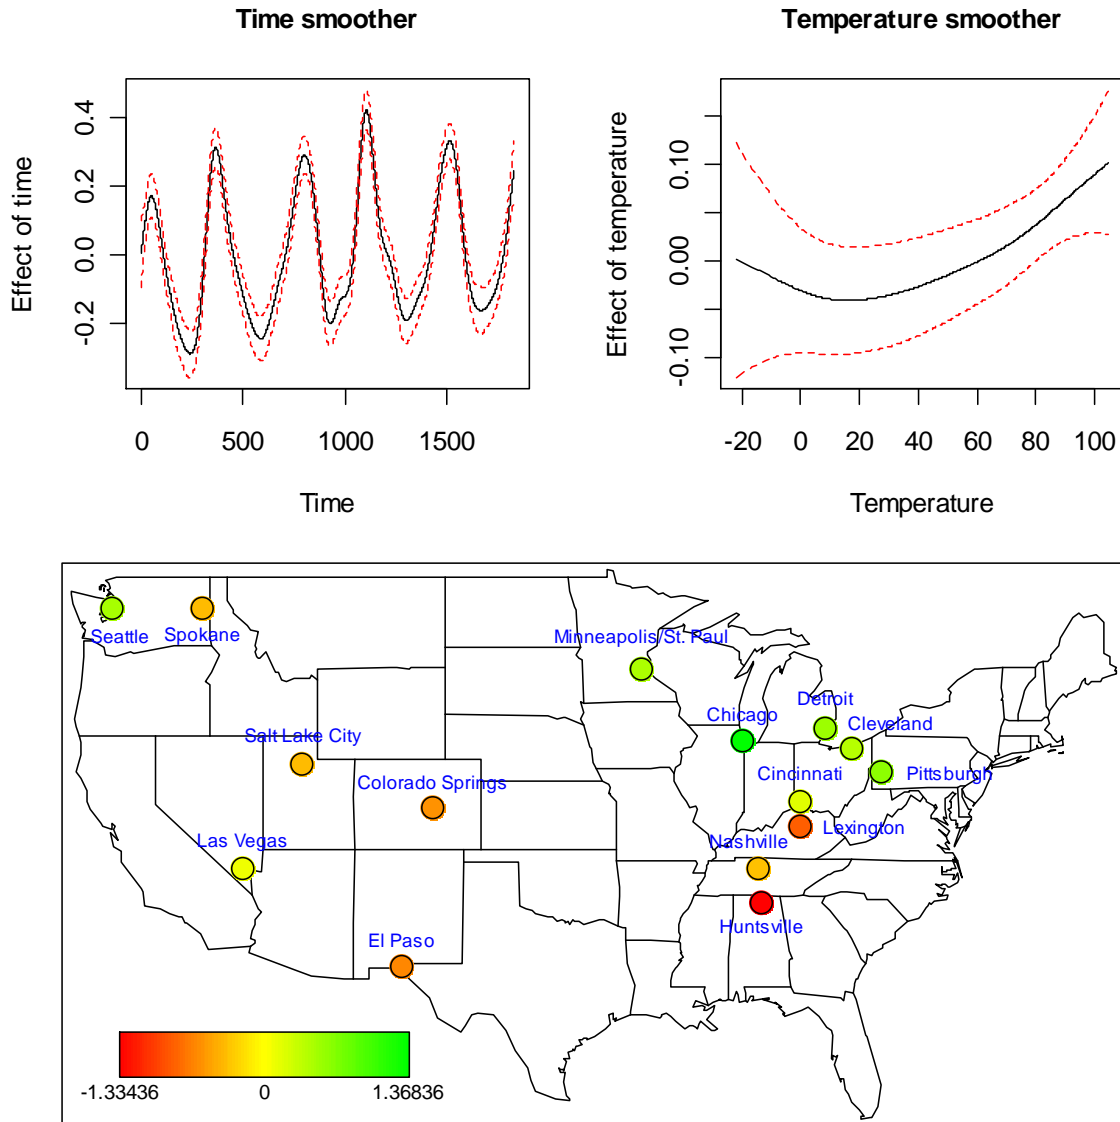 Time smoother
Effect of time
-0.2 0.0 0.2 0.4
0 500 1000 1500
Time
Temperature smoother
Effect of temperature
-0.10 0.00 0.10
-20 0 20 40 60 80 100
Temperature
Seattle
Spokane
Minneapolis/St. Paul
Detroit
Chicago
Cleveland
Salt Lake City
Cincinnati
Pittsburgh
Colorado Springs
Lexington
Las Vegas
Nashville
Huntsville
El Paso
-1.33436 0 1.36836